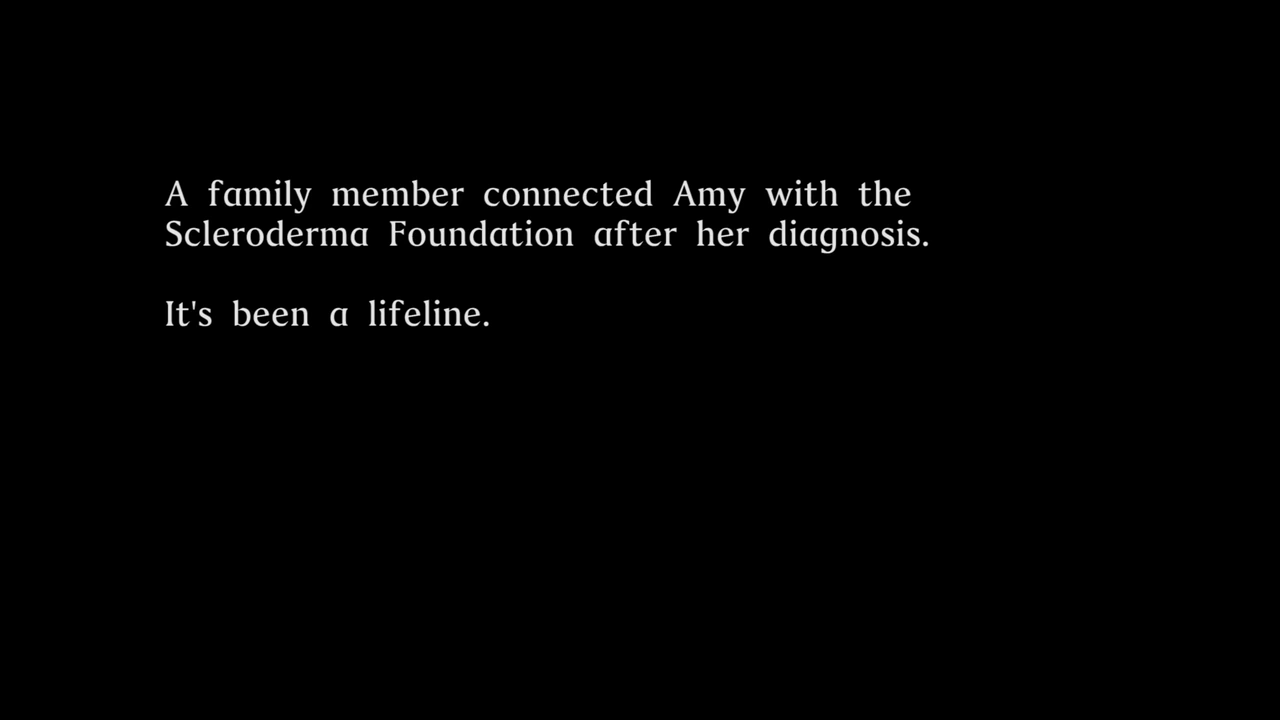 A family member connected Amy with the
Scleroderma Foundation after her diagnosis.
It's been a lifeline.